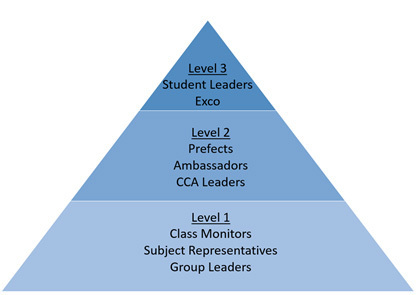 Level 3
Student Leaders
Exco
Level 2
Prefects
Ambassadors
CCA Leaders
Level 1
Class Monitors
Subject Representatives
Group Leaders